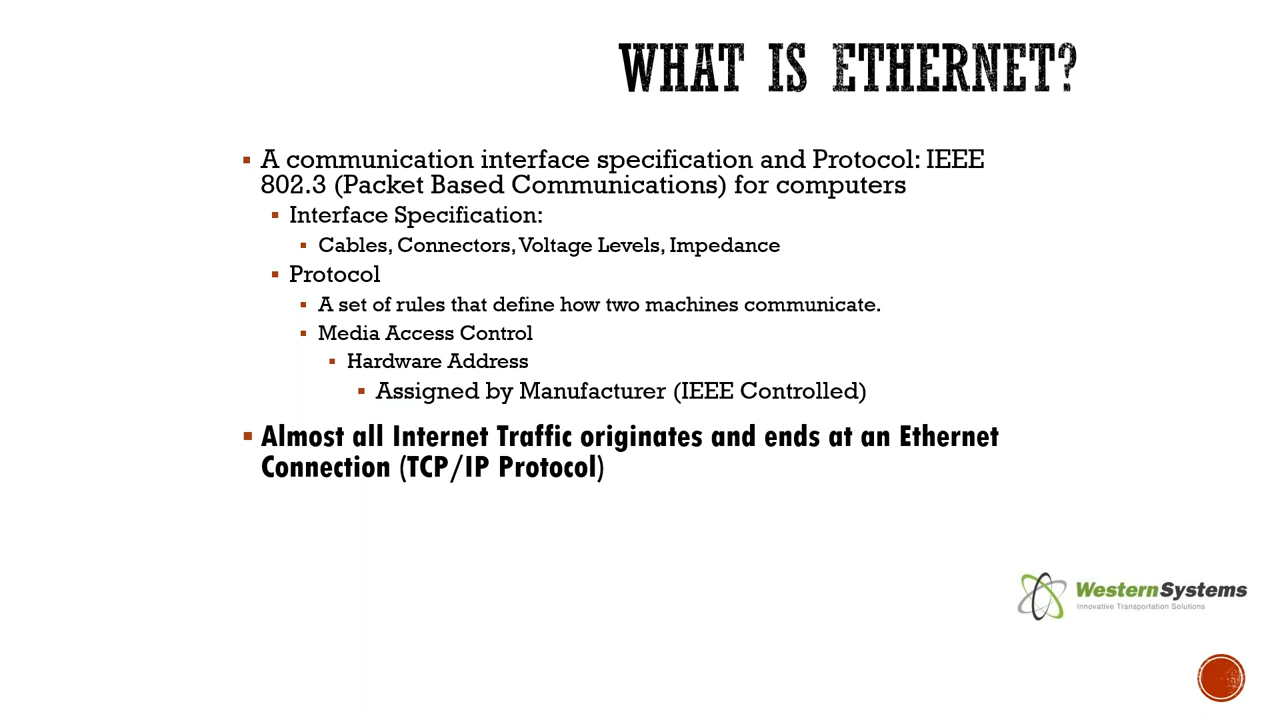 WHAT IS ETHERNET?
A communication interface specification and Protocol: IEEE
802.3 (Packet Based Communications) for computers
Interface Specification:
Cables, Connectors, Voltage Levels, Impedance
Protocol
A set of rules that define how two machines communicate.
Media Access Control
Hardware Address
Assigned by Manufacturer (IEEE Controlled)
Almost all Internet Traffic originates and ends at an Ethernet
Connection (TCP/IP Protocol)
WesternSystems
Innovative Transportation Solutions